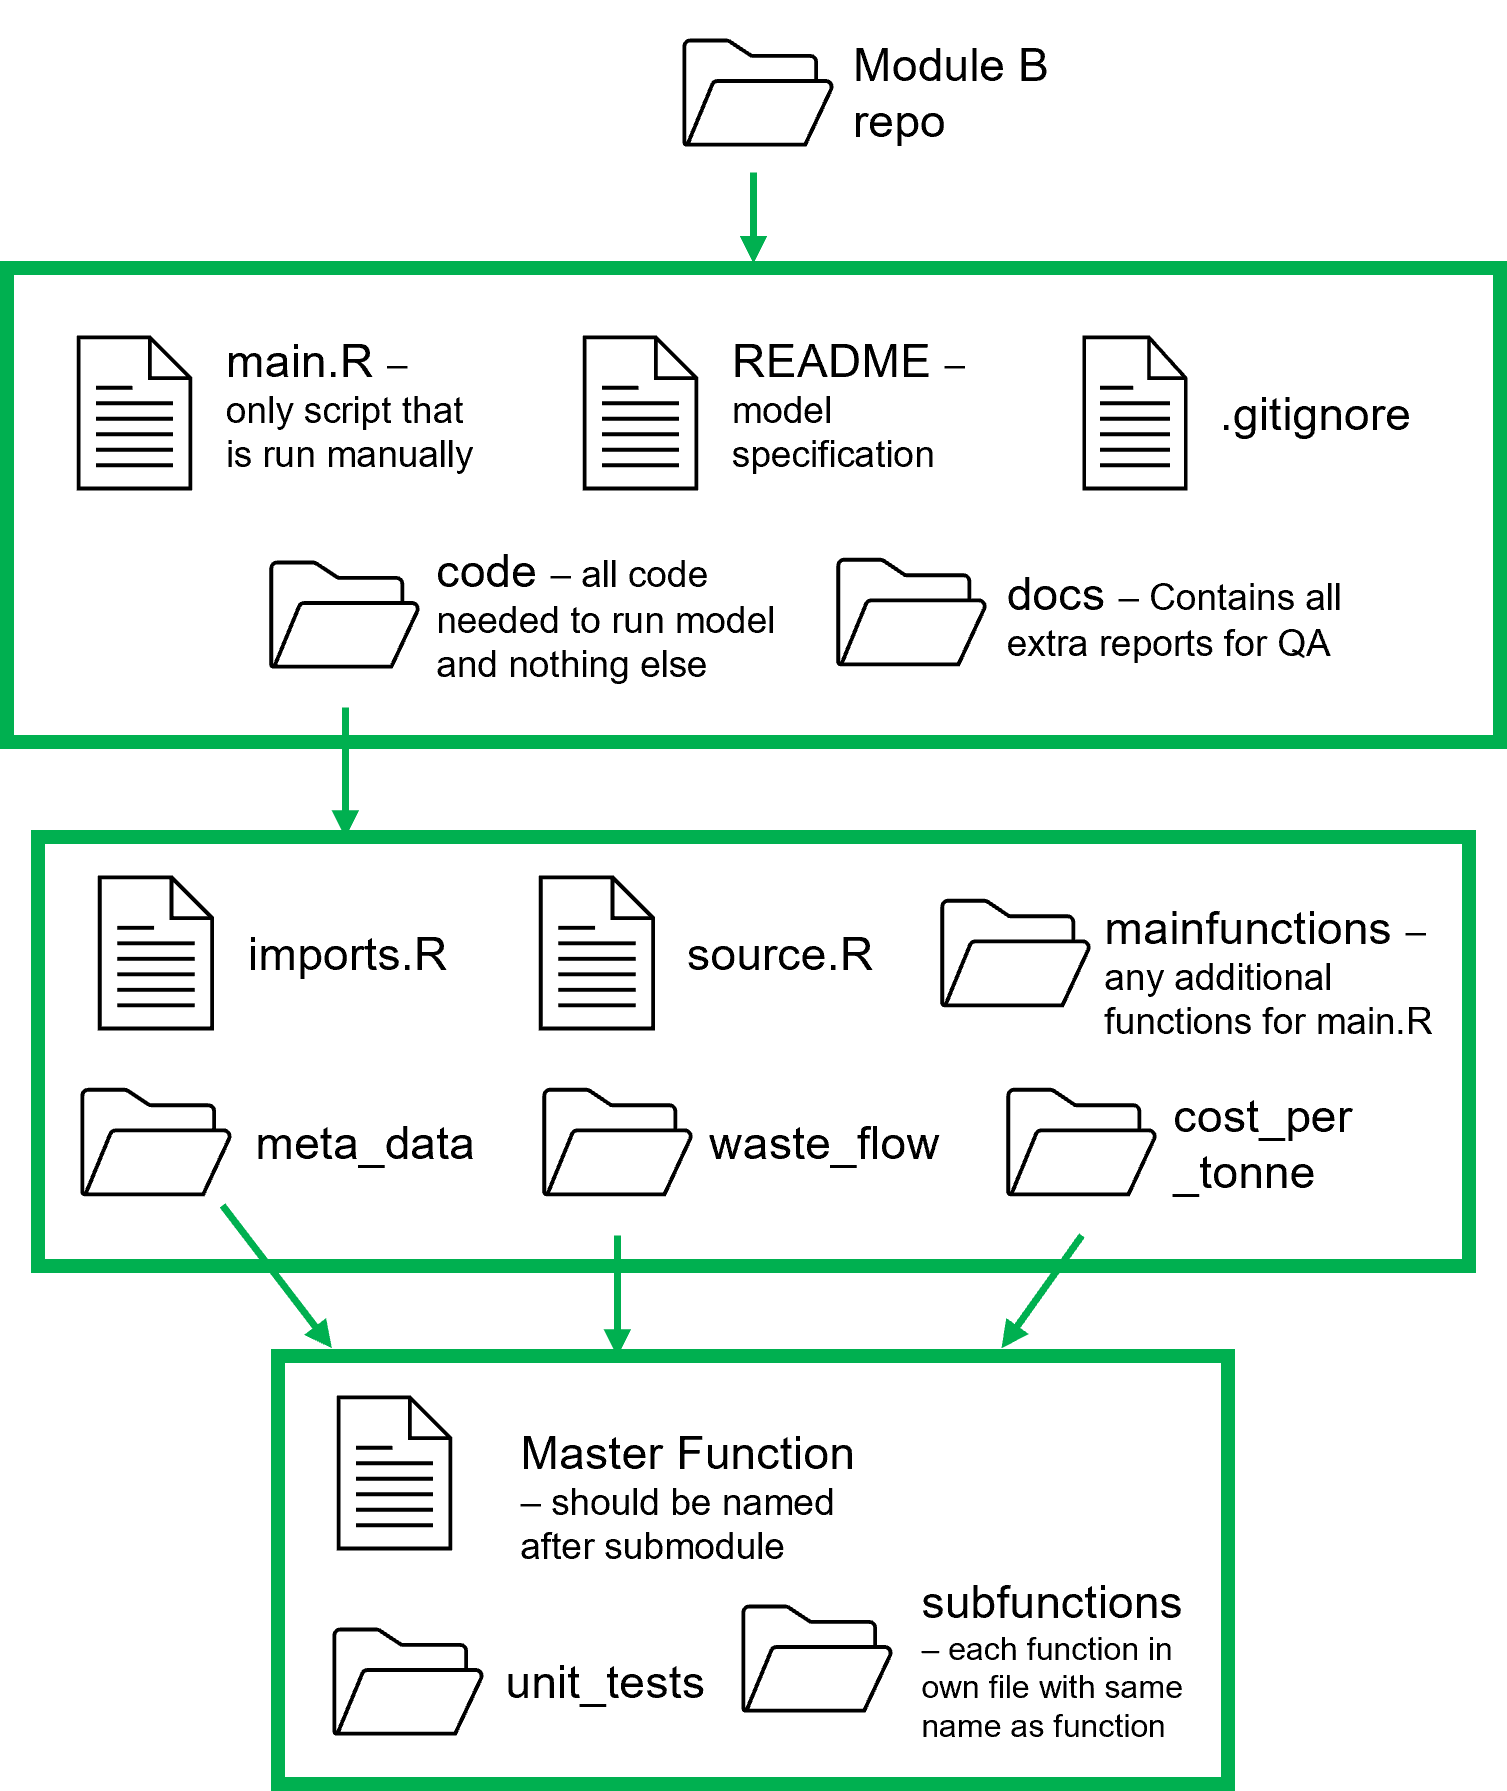 Module B
repo
main.R –
only script that
is run manually
README –
model
specification
.gitignore
code – all code
needed to run model
and nothing else
docs – Contains all
extra reports for QA
imports.R
source.R
mainfunctions –
any additional
functions for main.R
meta_data
waste_flow
cost_per
_tonne
Master Function
– should be named
after submodule
unit_tests
subfunctions
– each function in
own file with same
name as function